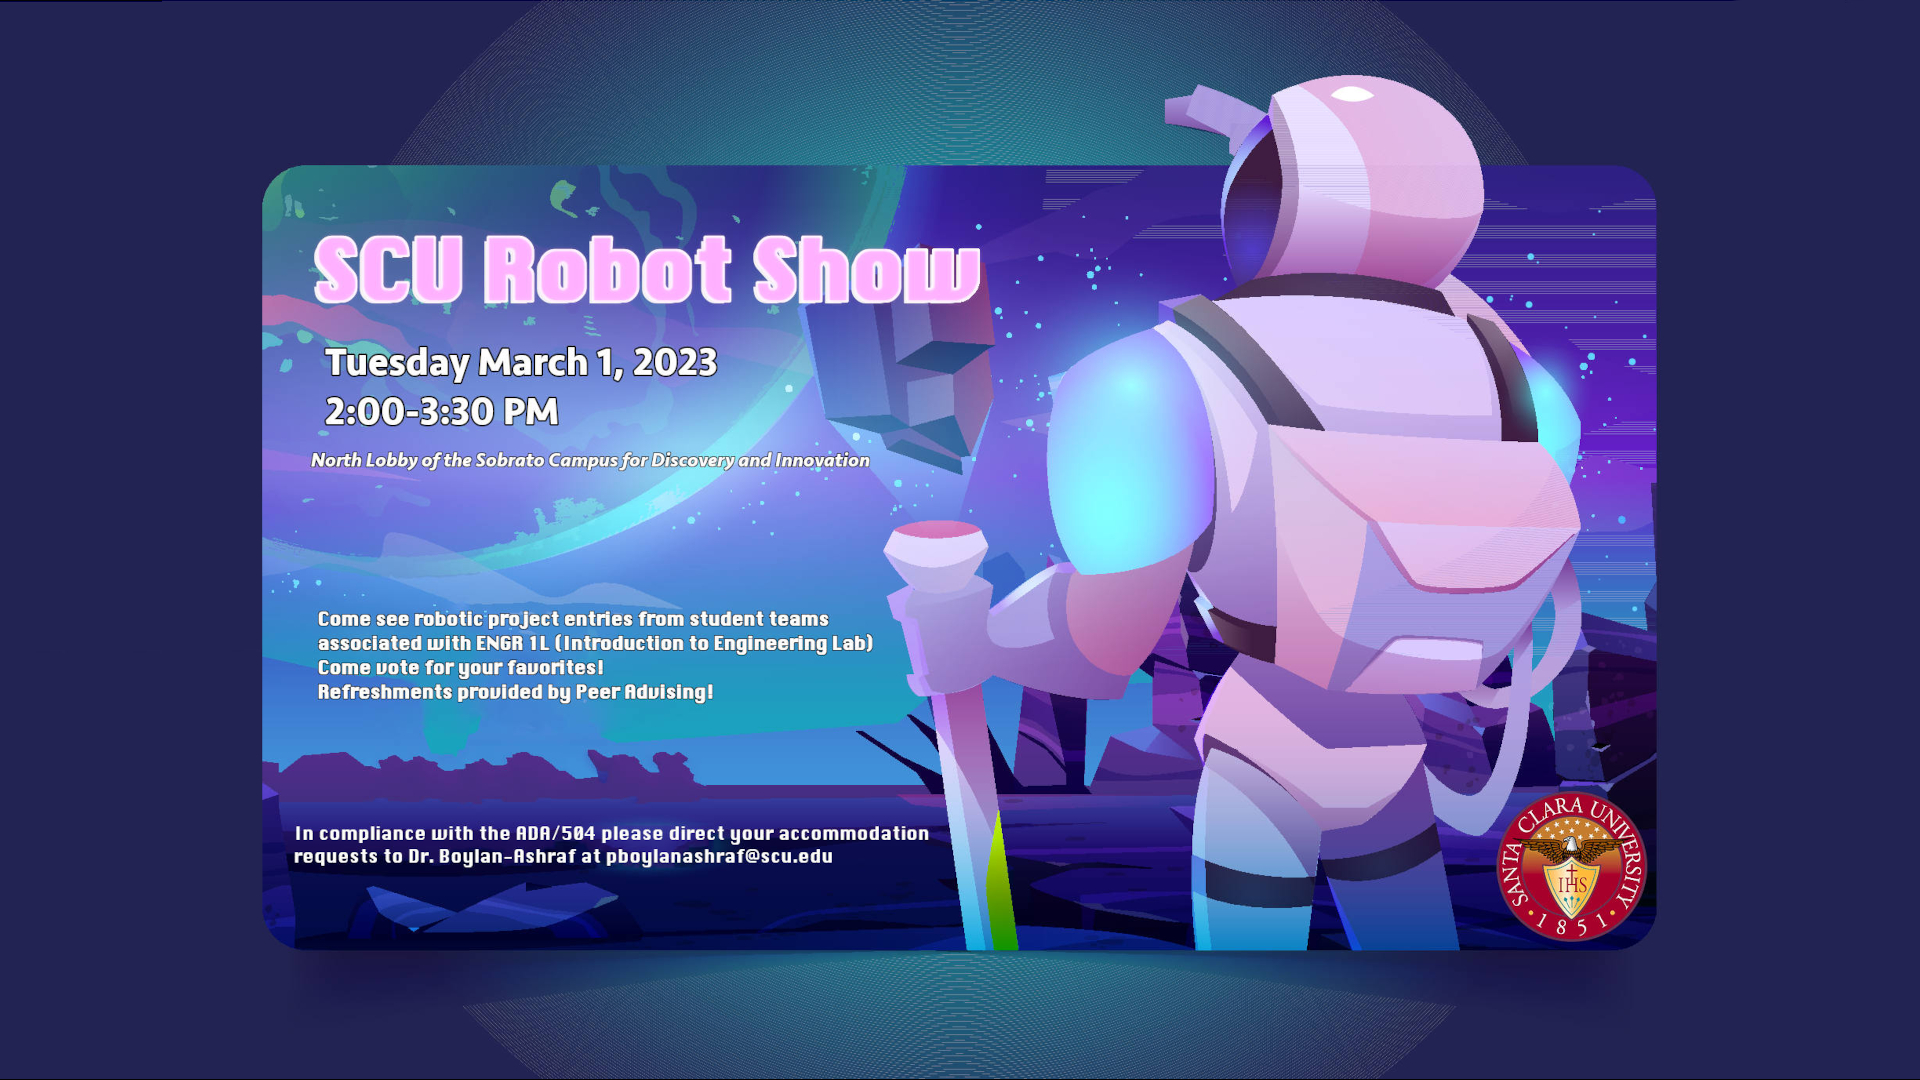 SCU Robot Show
Tuesday March 1, 2023
2:00-3:30 PM
North Lobby of the Sobrato Campus for Discovery and Innovation
Come see robotic project entries from student teams
associated with ENGR 1L (Introduction to Engineering Lab)
Come vote for your favorites!
Refreshments provided by Peer Advising!
In compliance with the ADA/504 please direct your accommodation
requests to Dr. Boylan-Ashraf at pboylanashraf@scu.edu
SANTA CLARA UNIVERSITY
IHS
· 1851 ·